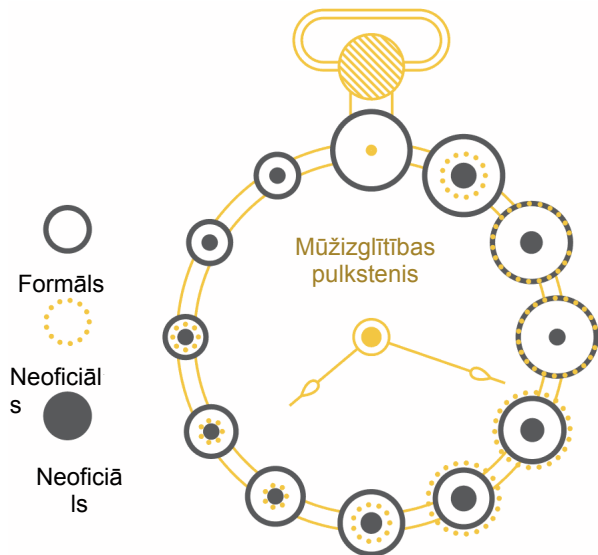 Mūžizglītības
pulkstenis
Formāls
Neoficiāl
s
Neoficiā
ls